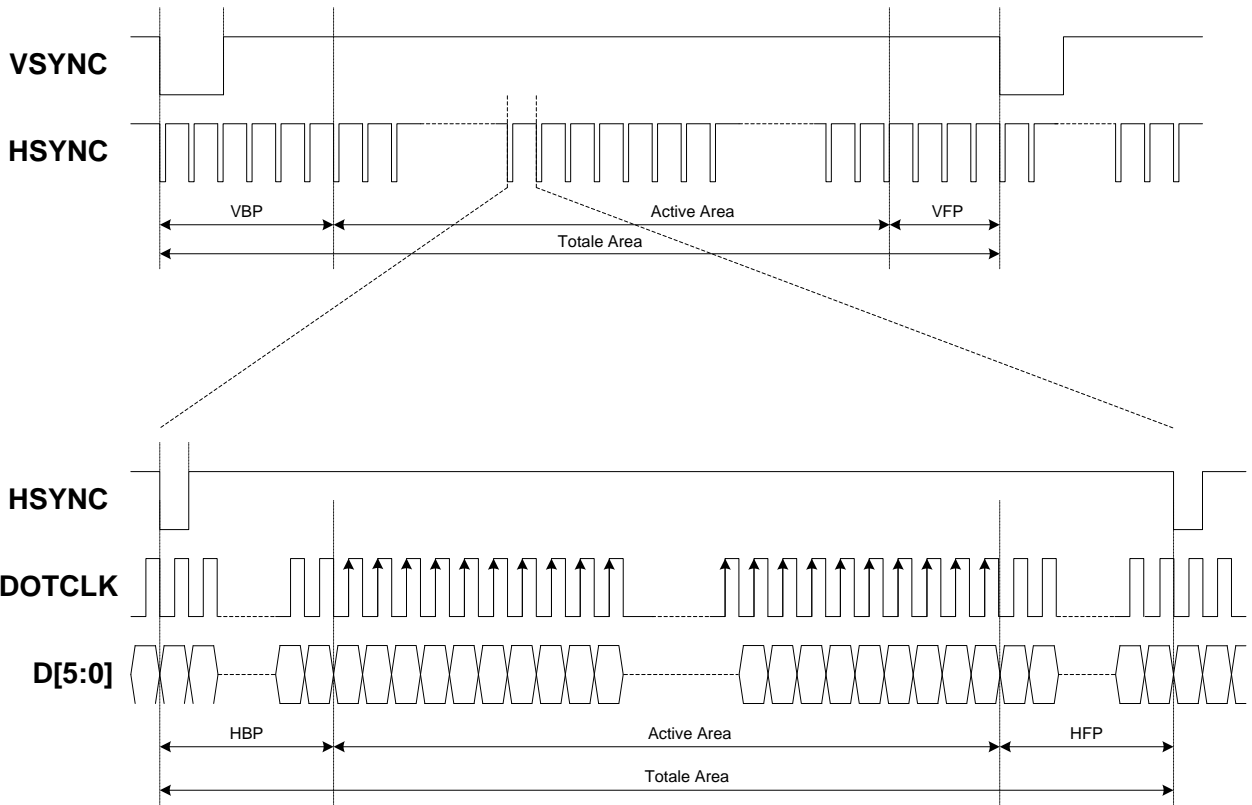 VSYNC
HSYNC
VBP
Active Area
VFP
Totale Area
HSYNC
DOTCLK
D[5:0]
HBP
Active Area
HFP
Totale Area